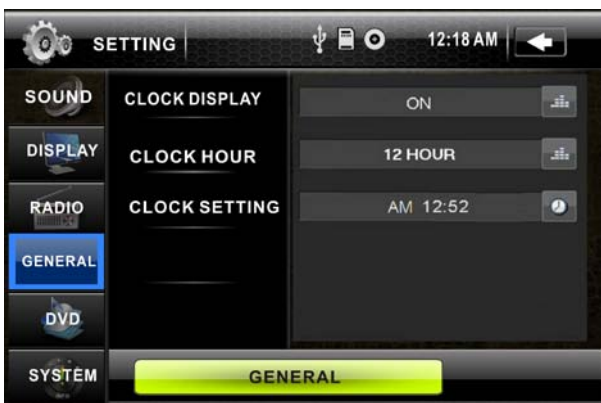 SETTING 12:18 AM
SOUND CLOCK DISPLAY ON
DISPLAY CLOCK HOUR 12 HOUR
RADIO CLOCK SETTING AM 12:52
GENERAL
DVD
SYSTEM GENERAL